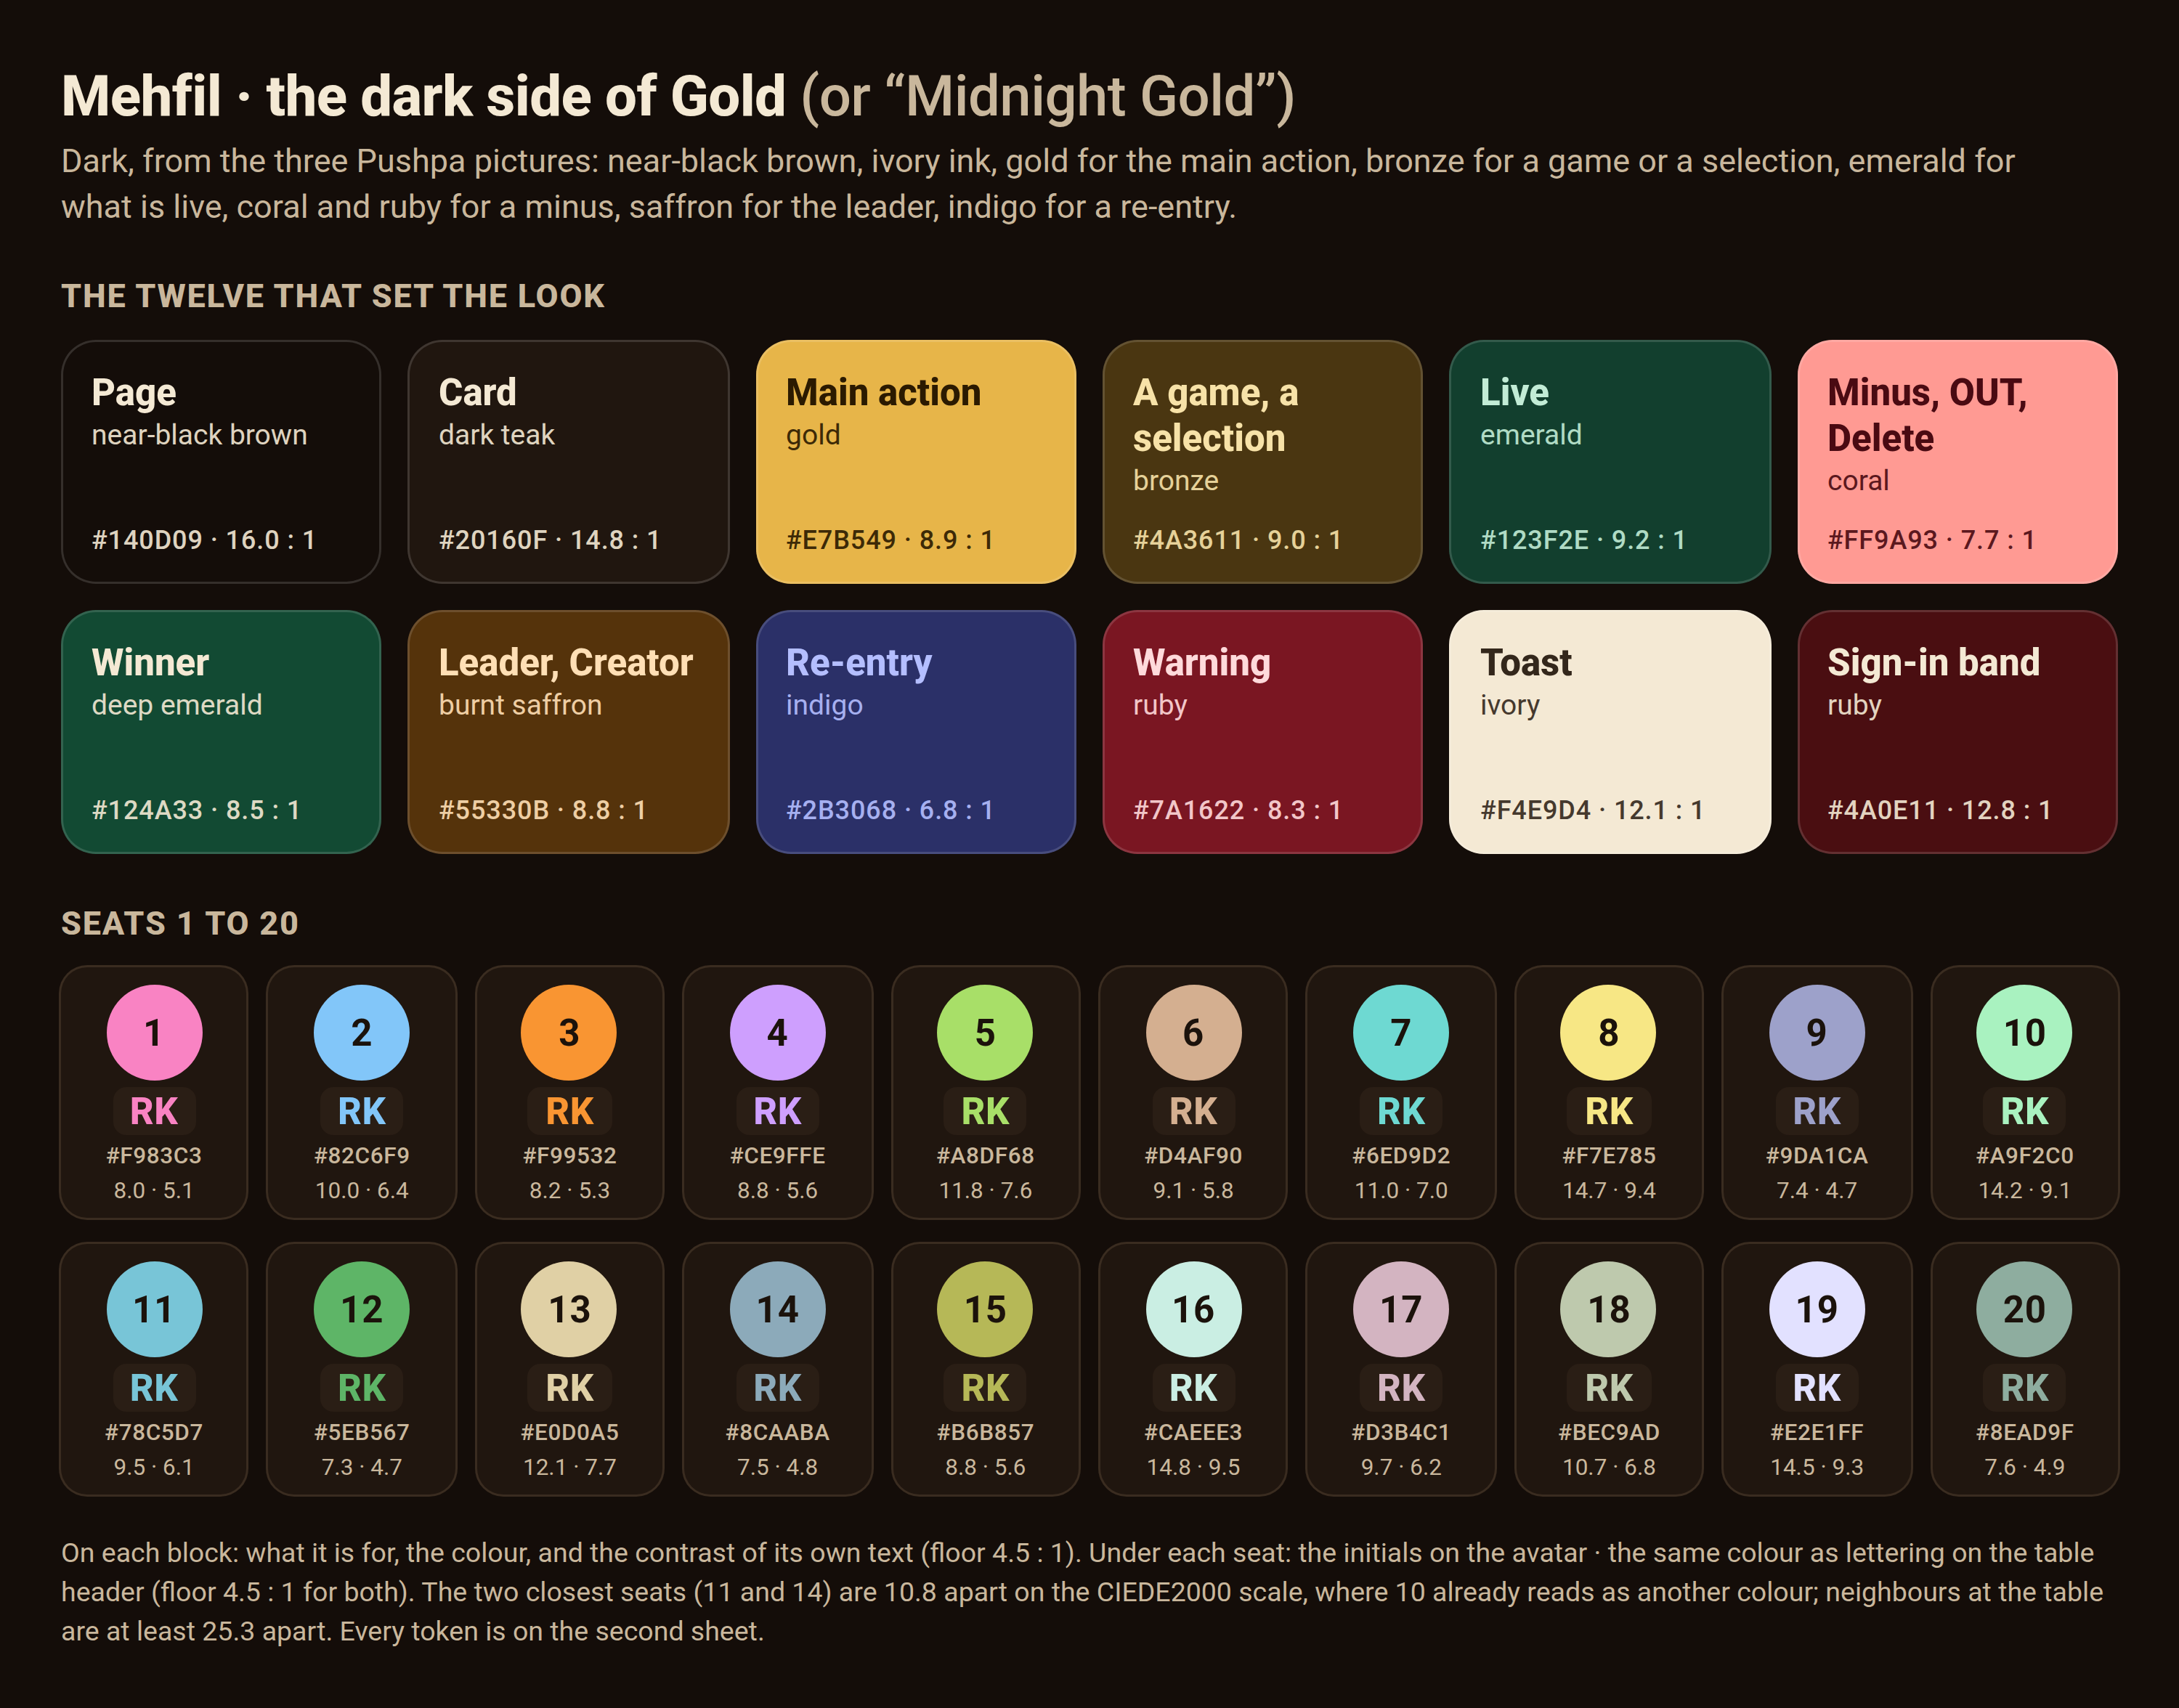 Mehfil · the dark side of Gold (or “Midnight Gold”)
Dark, from the three Pushpa pictures: near-black brown, ivory ink, gold for the main action, bronze for a game or a selection, emerald for
what is live, coral and ruby for a minus, saffron for the leader, indigo for a re-entry.
THE TWELVE THAT SET THE LOOK
Page
near-black brown
#140D09 · 16.0 : 1
Card
dark teak
#20160F · 14.8 : 1
Main action
gold
#E7B549 · 8.9 : 1
A game, a
selection
bronze
#4A3611 · 9.0 : 1
Live
emerald
#123F2E · 9.2 : 1
Minus, OUT,
Delete
coral
#FF9A93 · 7.7 : 1
Winner
deep emerald
#124A33 · 8.5 : 1
Leader, Creator
burnt saffron
#55330B · 8.8 : 1
Re-entry
indigo
#2B3068 · 6.8 : 1
Warning
ruby
#7A1622 · 8.3 : 1
Toast
ivory
#F4E9D4 · 12.1 : 1
Sign-in band
ruby
#4A0E11 · 12.8 : 1
SEATS 1 TO 20
1
RK
#F983C3
8.0 · 5.1
2
RK
#82C6F9
10.0 · 6.4
3
RK
#F99532
8.2 · 5.3
4
RK
#CE9FFE
8.8 · 5.6
5
RK
#A8DF68
11.8 · 7.6
6
RK
#D4AF90
9.1 · 5.8
7
RK
#6ED9D2
11.0 · 7.0
8
RK
#F7E785
14.7 · 9.4
9
RK
#9DA1CA
7.4 · 4.7
10
RK
#A9F2C0
14.2 · 9.1
11
RK
#78C5D7
9.5 · 6.1
12
RK
#5EB567
7.3 · 4.7
13
RK
#E0D0A5
12.1 · 7.7
14
RK
#8CAABA
7.5 · 4.8
15
RK
#B6B857
8.8 · 5.6
16
RK
#CAEEE3
14.8 · 9.5
17
RK
#D3B4C1
9.7 · 6.2
18
RK
#BEC9AD
10.7 · 6.8
19
RK
#E2E1FF
14.5 · 9.3
20
RK
#8EAD9F
7.6 · 4.9
On each block: what it is for, the colour, and the contrast of its own text (floor 4.5 : 1). Under each seat: the initials on the avatar · the same colour as lettering on the table
header (floor 4.5 : 1 for both). The two closest seats (11 and 14) are 10.8 apart on the CIEDE2000 scale, where 10 already reads as another colour; neighbours at the table
are at least 25.3 apart. Every token is on the second sheet.